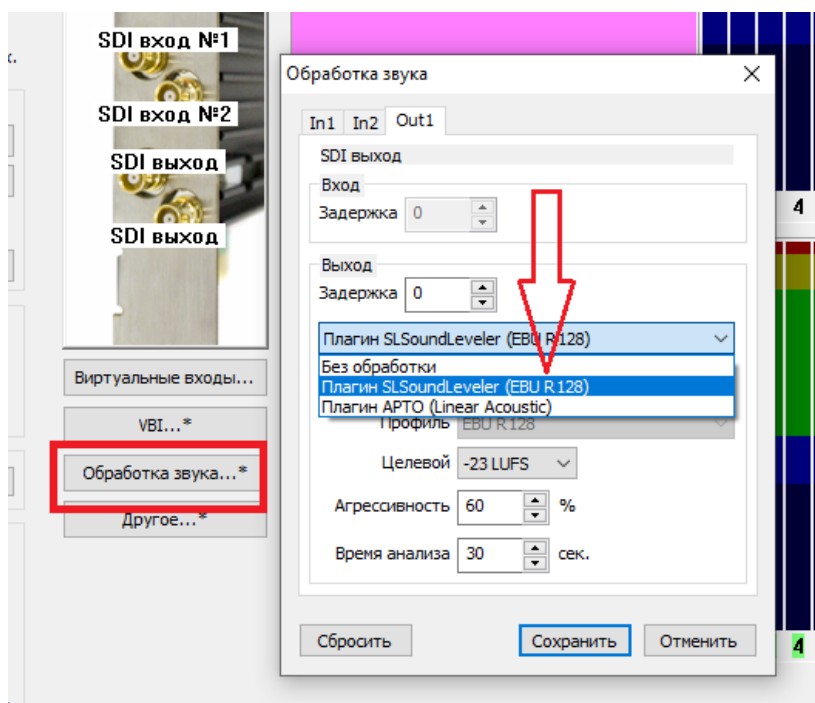 к.
SDI вход №1
SDI вход №2
SDI выход
SDI выход
Виртуальные входы...
VBI...*
Обработка звука...*
Другое...*
Обработка звука
In1 In2 Out1
SDI выход
Вход
Задержка 0
Выход
Задержка 0
Плагин SLSoundLeveler (EBU R128)
Без обработки
Плагин SLSoundLeveler (EBU R128)
Плагин АРТО (Linear Acoustic)
Профиль EBU R128
Целевой -23 LUFS
Агрессивность 60 %
Время анализа 30 сек.
Сбросить Сохранить Отменить
4
4